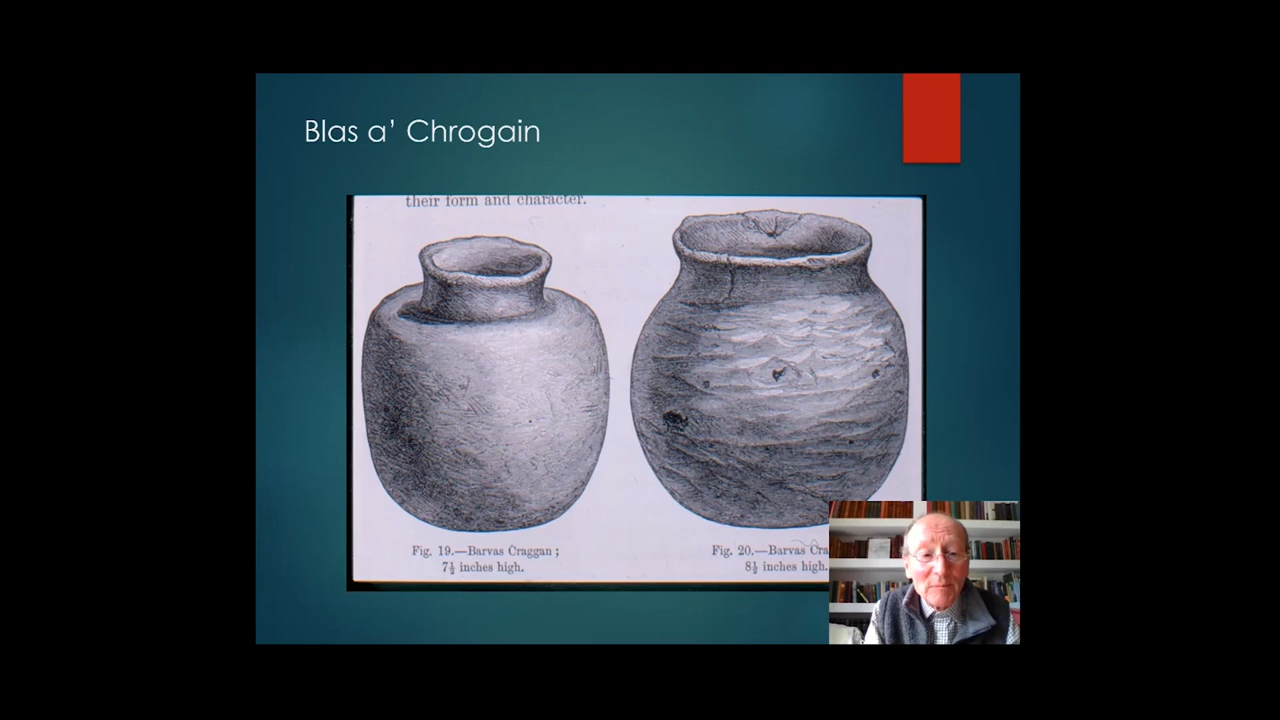 Blas a’ Chrogain
their form and character.
Fig. 19.—Barvas Craggan ;
7½ inches high.
Fig. 20.—Barvas Cra
8½ inches high.